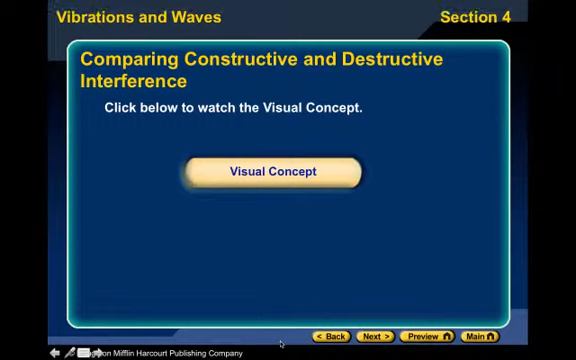 Vibrations and Waves
Section 4
Comparing Constructive and Destructive
Interference
Click below to watch the Visual Concept.
Visual Concept
< Back
Next >
Preview
Main
Mifflin Harcourt Publishing Company